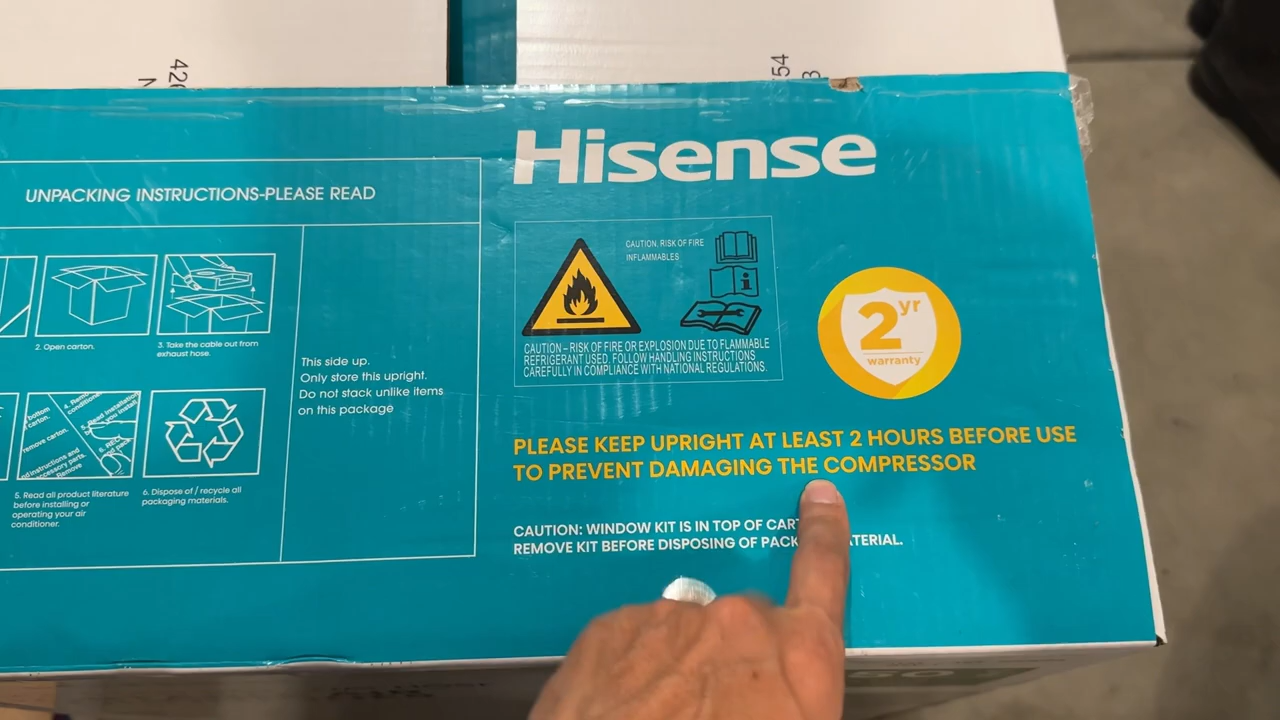 Hisense
UNPACKING INSTRUCTIONS-PLEASE READ
2. Open carton.
3. Take the cable out from
exhaust hose.
5. Read all product literature
before installing or
operating your air
conditioner.
6. Dispose of / recycle all
packaging materials.
This side up.
Only store this upright.
Do not stack unlike items
on this package
CAUTION, RISK OF FIRE
INFLAMMABLES
CAUTION – RISK OF FIRE OR EXPLOSION DUE TO FLAMMABLE
REFRIGERANT USED. FOLLOW HANDLING INSTRUCTIONS
CAREFULLY IN COMPLIANCE WITH NATIONAL REGULATIONS.
2 yr
warranty
PLEASE KEEP UPRIGHT AT LEAST 2 HOURS BEFORE USE
TO PREVENT DAMAGING THE COMPRESSOR
CAUTION: WINDOW KIT IS IN TOP OF
REMOVE KIT BEFORE DISPOSING OF